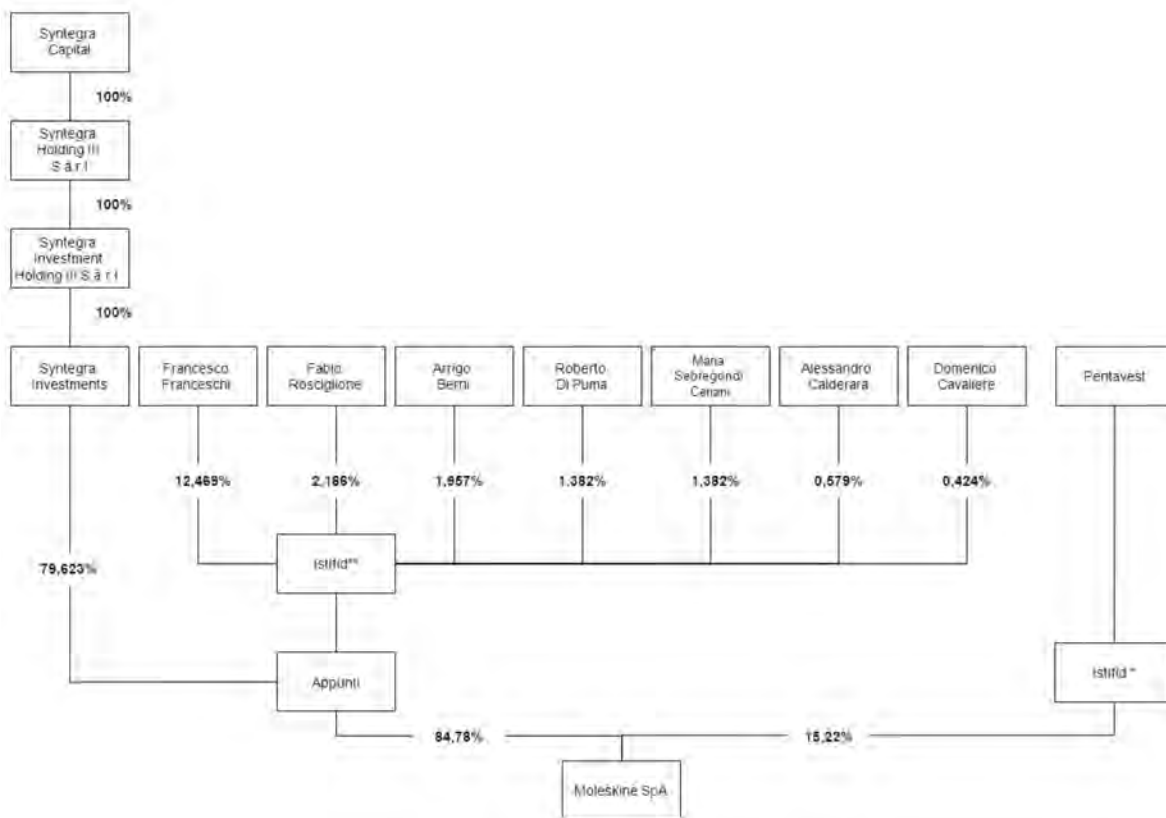 Syntegra
Capital
100%
Syntegra
Holding III
S à r l
100%
Syntegra
Investment
Holding III S à r l
100%
Syntegra
Investments
Francesco
Franceschi
Fabio
Rosciglione
Arrigo
Berni
Roberto
Di Puma
Maria
Sebregondi
Alessandro
Calderara
Domenico
Cavaliere
Pentavest
12,469%
2,186%
1,957%
1,382%
1,382%
0,579%
0,424%
Istifid**
79,623%
Appunti
Istifid *
84,78%
15,22%
Moleskine SpA